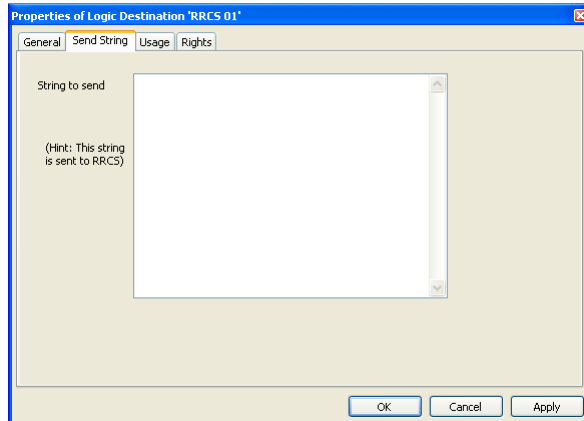 Properties of Logic Destination 'RRCS 01'
General Send String Usage Rights
String to send
(Hint: This string
is sent to RRCS)
OK Cancel Apply